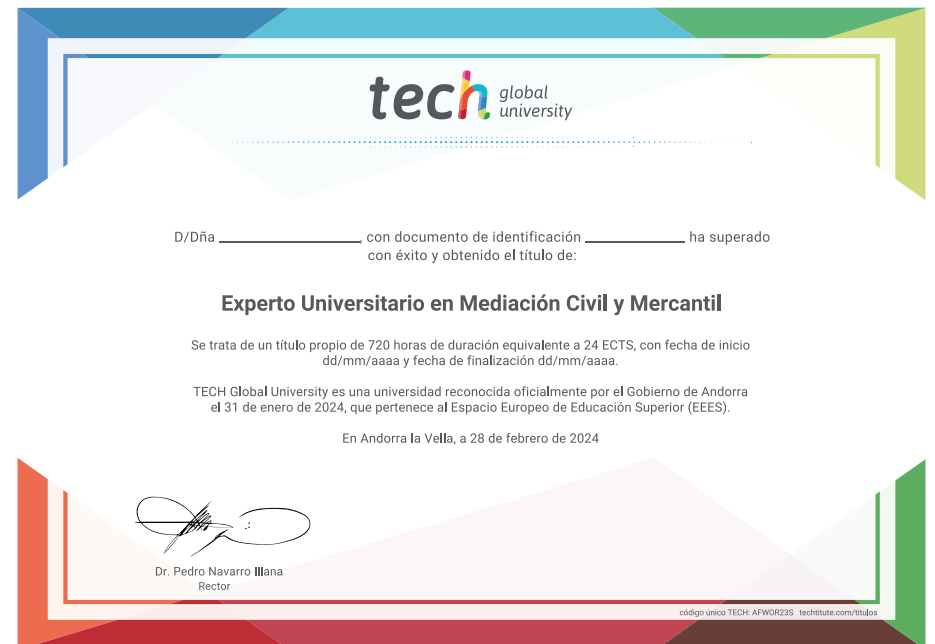 tech global university
D/Dña ______________, con documento de identificación __________ ha superado
con éxito y obtenido el título de:
Experto Universitario en Mediación Civil y Mercantil
Se trata de un título propio de 720 horas de duración equivalente a 24 ECTS, con fecha de inicio
dd/mm/aaaa y fecha de finalización dd/mm/aaaa.
TECH Global University es una universidad reconocida oficialmente por el Gobierno de Andorra
el 31 de enero de 2024, que pertenece al Espacio Europeo de Educación Superior (EEES).
En Andorra la Vella, a 28 de febrero de 2024
Dr. Pedro Navarro Illana
Rector
código único TECH: AFWOR23S techtitute.com/titulos